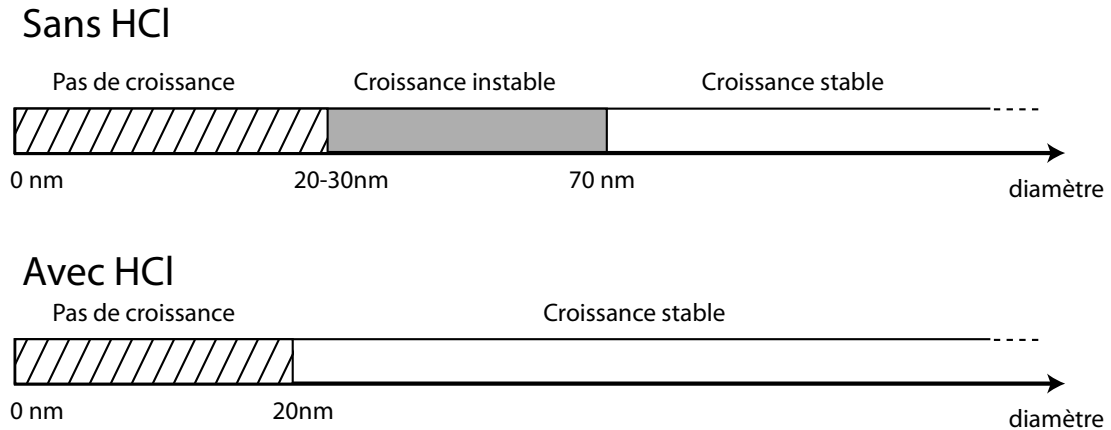 Sans HCl
Pas de croissance Croissance instable Croissance stable
0 nm 20-30nm 70 nm
diamètre
Avec HCl
Pas de croissance Croissance stable
0 nm 20nm
diamètre